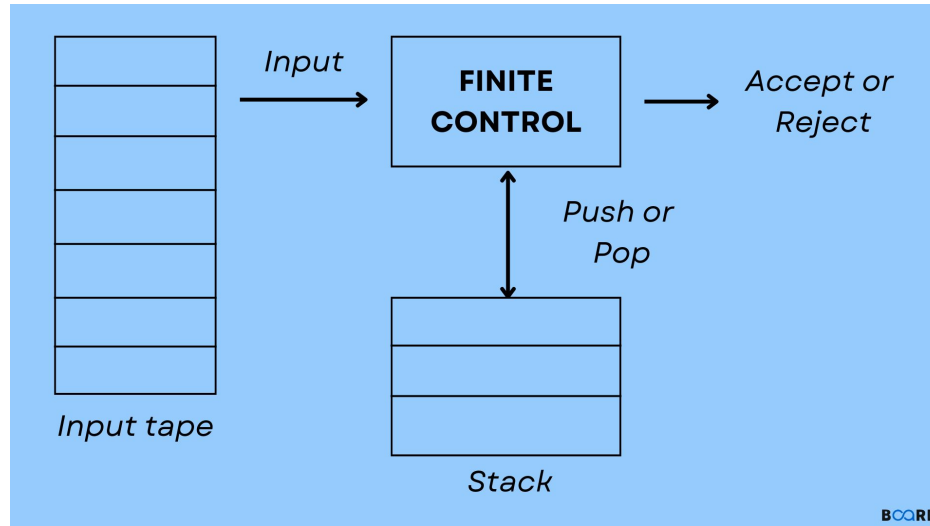 Input
FINITE
CONTROL
Accept or
Reject
Push or
Pop
Input tape
Stack